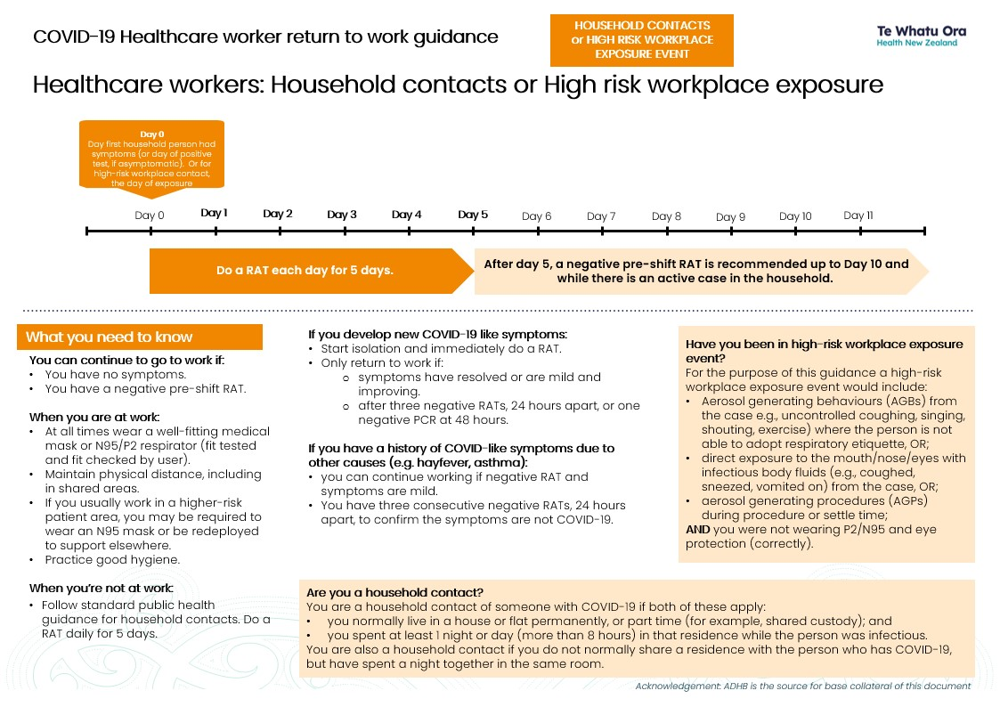 COVID-19 Healthcare worker return to work guidance
HOUSEHOLD CONTACTS
or HIGH RISK WORKPLACE
EXPOSURE EVENT
Te Whatu Ora
Health New Zealand
Healthcare workers: Household contacts or High risk workplace exposure
Day 0
Day first household person had
symptoms (or day of positive
test, if asymptomatic). Or for
high-risk workplace contact,
the day of exposure
Day 0 Day 1 Day 2 Day 3 Day 4 Day 5 Day 6 Day 7 Day 8 Day 9 Day 10 Day 11
Do a RAT each day for 5 days.
After day 5, a negative pre-shift RAT is recommended up to Day 10 and
while there is an active case in the household.
What you need to know
You can continue to go to work if:
• You have no symptoms.
• You have a negative pre-shift RAT.
When you are at work:
• At all times wear a well-fitting medical
mask or N95/P2 respirator (fit tested
and fit checked by user).
• Maintain physical distance, including
in shared areas.
• If you usually work in a higher-risk
patient area, you may be required to
wear an N95 mask or be redeployed
to support elsewhere.
• Practice good hygiene.
When you're not at work:
• Follow standard public health
guidance for household contacts. Do a
RAT daily for 5 days.
If you develop new COVID-19 like symptoms:
• Start isolation and immediately do a RAT.
• Only return to work if:
o symptoms have resolved or are mild and
improving.
o after three negative RATs, 24 hours apart, or one
negative PCR at 48 hours.
If you have a history of COVID-like symptoms due to
other causes (e.g. hayfever, asthma):
• you can continue working if negative RAT and
symptoms are mild.
• You have three consecutive negative RATs, 24 hours
apart, to confirm the symptoms are not COVID-19.
Have you been in high-risk workplace exposure
event?
For the purpose of this guidance a high-risk
workplace exposure event would include:
• Aerosol generating behaviours (AGBs) from
the case e.g., uncontrolled coughing, singing,
shouting, exercise) where the person is not
able to adopt respiratory etiquette, OR;
• direct exposure to the mouth/nose/eyes with
infectious body fluids (e.g., coughed,
sneezed, vomited on) from the case, OR;
• aerosol generating procedures (AGPs)
during procedure or settle time;
AND you were not wearing P2/N95 and eye
protection (correctly).
Are you a household contact?
You are a household contact of someone with COVID-19 if both of these apply:
• you normally live in a house or flat permanently, or part time (for example, shared custody); and
• you spent at least 1 night or day (more than 8 hours) in that residence while the person was infectious.
You are also a household contact if you do not normally share a residence with the person who has COVID-19,
but have spent a night together in the same room.
Acknowledgement: ADHB is the source for base collateral of this document